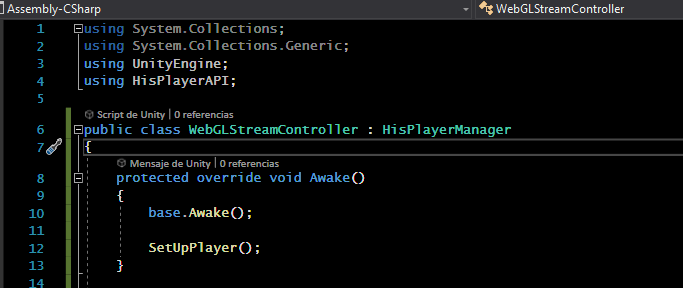 Assembly-CSharp
WebGLStreamController
1 using System.Collections;
2 using System.Collections.Generic;
3 using UnityEngine;
4 using HisPlayerAPI;
5
Script de Unity | 0 referencias
6 public class WebGLStreamController : HisPlayerManager
7 {
Mensaje de Unity | 0 referencias
8 protected override void Awake()
9 {
10 base.Awake();
11
12 SetUpPlayer();
13 }
14